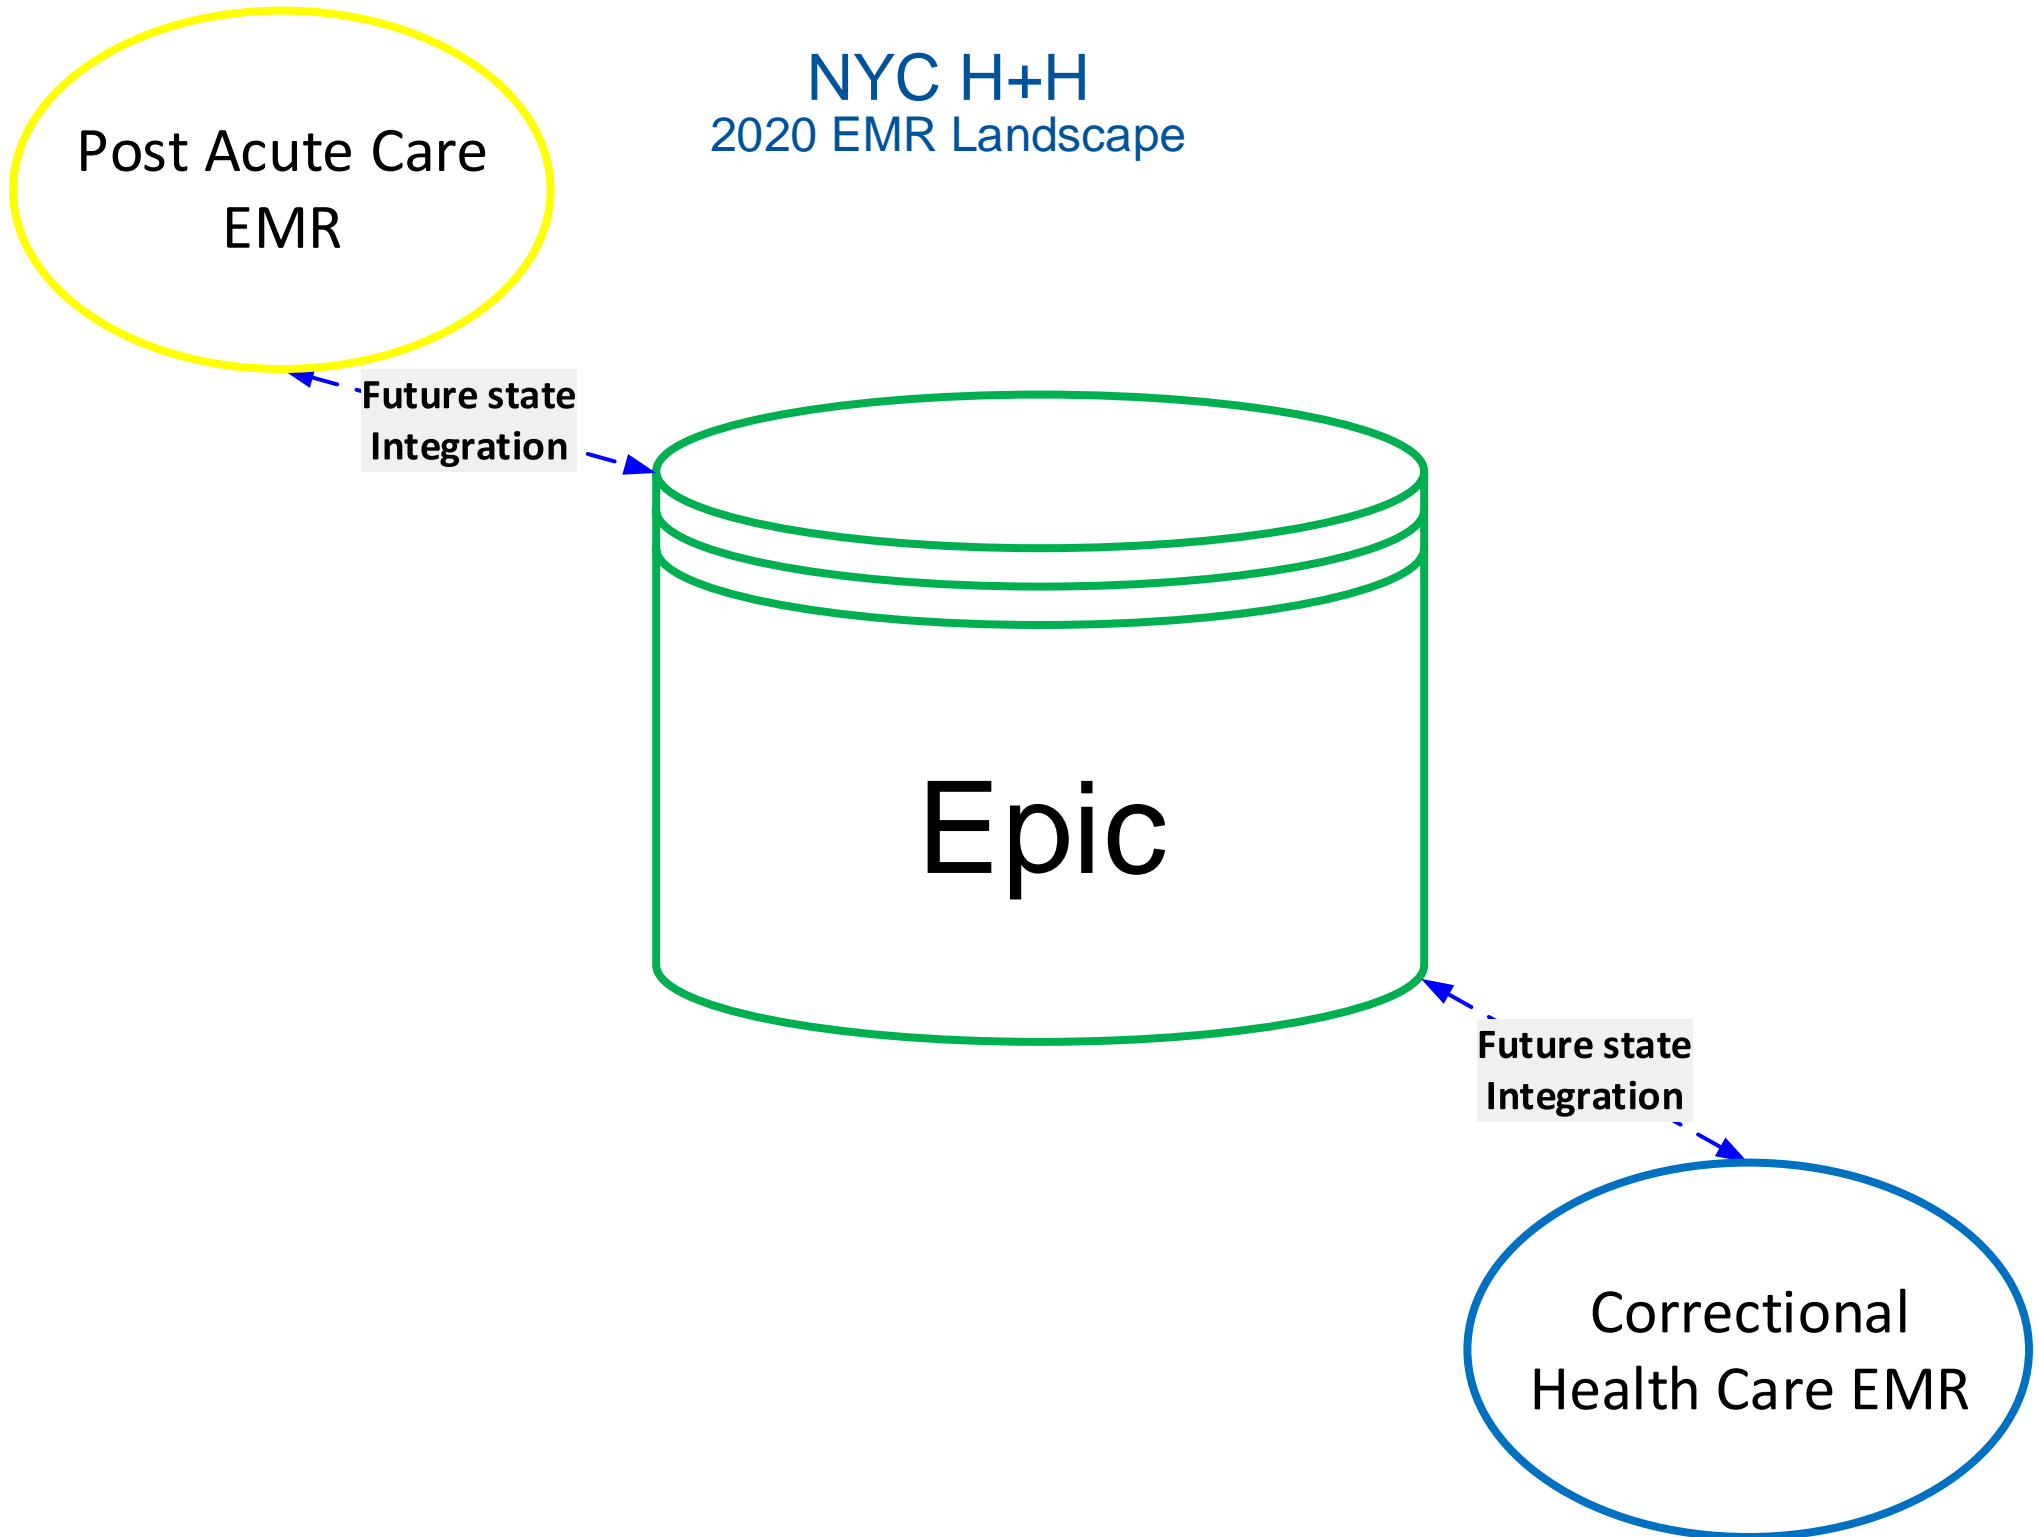 NYC H+H
2020 EMR Landscape
Post Acute Care
EMR
Future state
Integration
Epic
Future state
Integration
Correctional
Health Care EMR